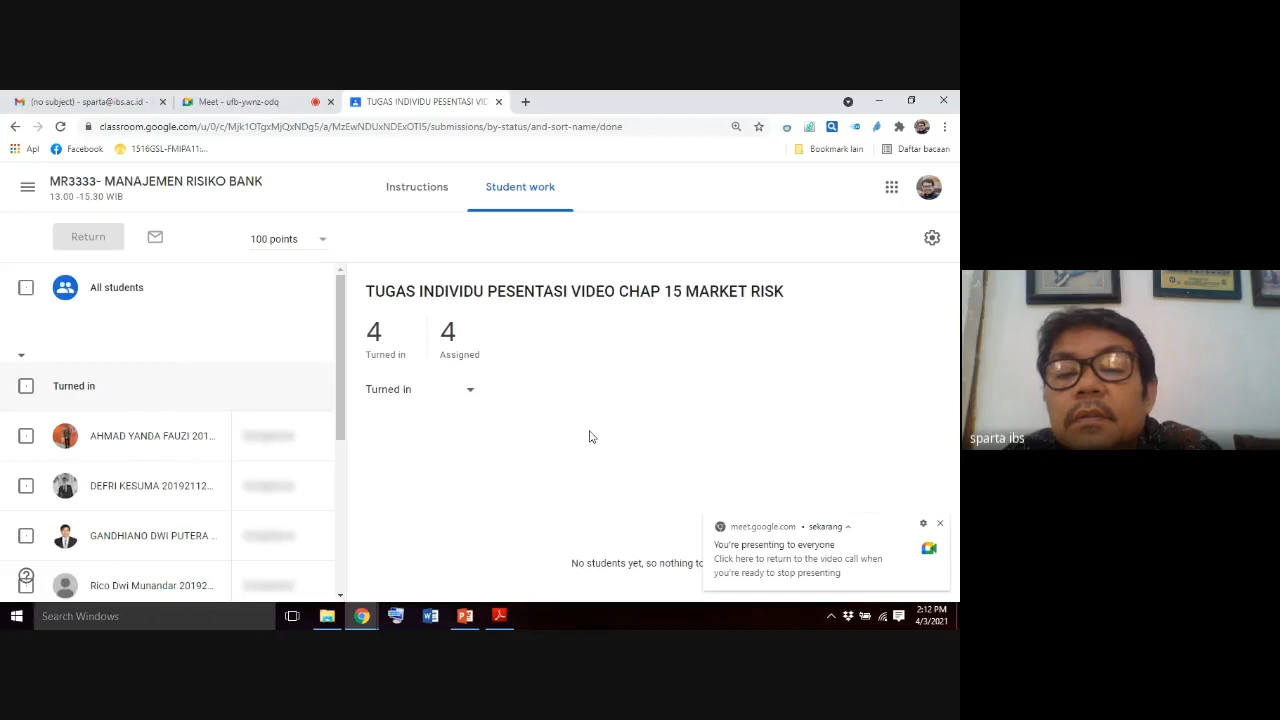 (no subject) - sparta@ibs.ac.id -
Meet - ufb-ywnz-odq
TUGAS INDIVIDU PESENTASI VID
classroom.google.com/u/0/c/Mjk1OTgxMjQxNDg5/a/MzEwNDUxNDExOTI5/submissions/by-status/and-sort-name/done
Apl
Facebook
1516GSL-FMIPA11:...
Bookmark lain
Daftar bacaan
MR3333- MANAJEMEN RISIKO BANK
13.00 -15.30 WIB
Instructions
Student work
Return
100 points
All students
TUGAS INDIVIDU PESENTASI VIDEO CHAP 15 MARKET RISK
4
4
Turned in
Assigned
Turned in
Turned in
AHMAD YANDA FAUZI 201...
DEFRI KESUMA 20192112...
GANDHIANO DWI PUTERA ...
Rico Dwi Munandar 20192...
No students yet, so nothing to
meet.google.com • sekarang
You're presenting to everyone
Click here to return to the video call when
you're ready to stop presenting
sparta ibs
Search Windows
2:12 PM
4/3/2021